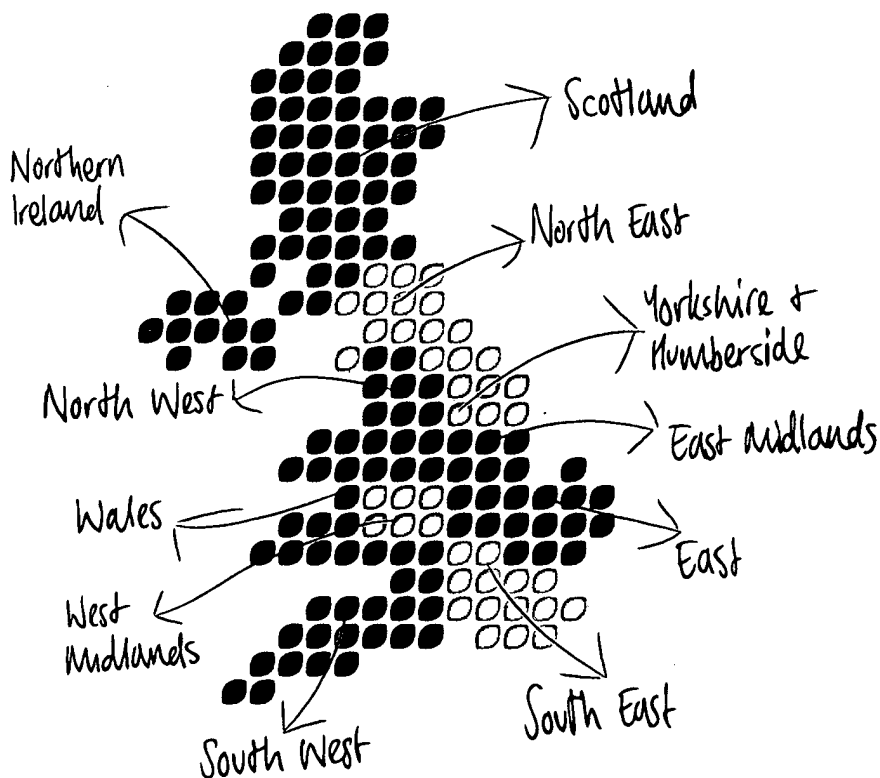 Scotland
Northern
Ireland
North East
Yorkshire +
Humberside
North West
East Midlands
Wales
East
West
Midlands
South East
South West